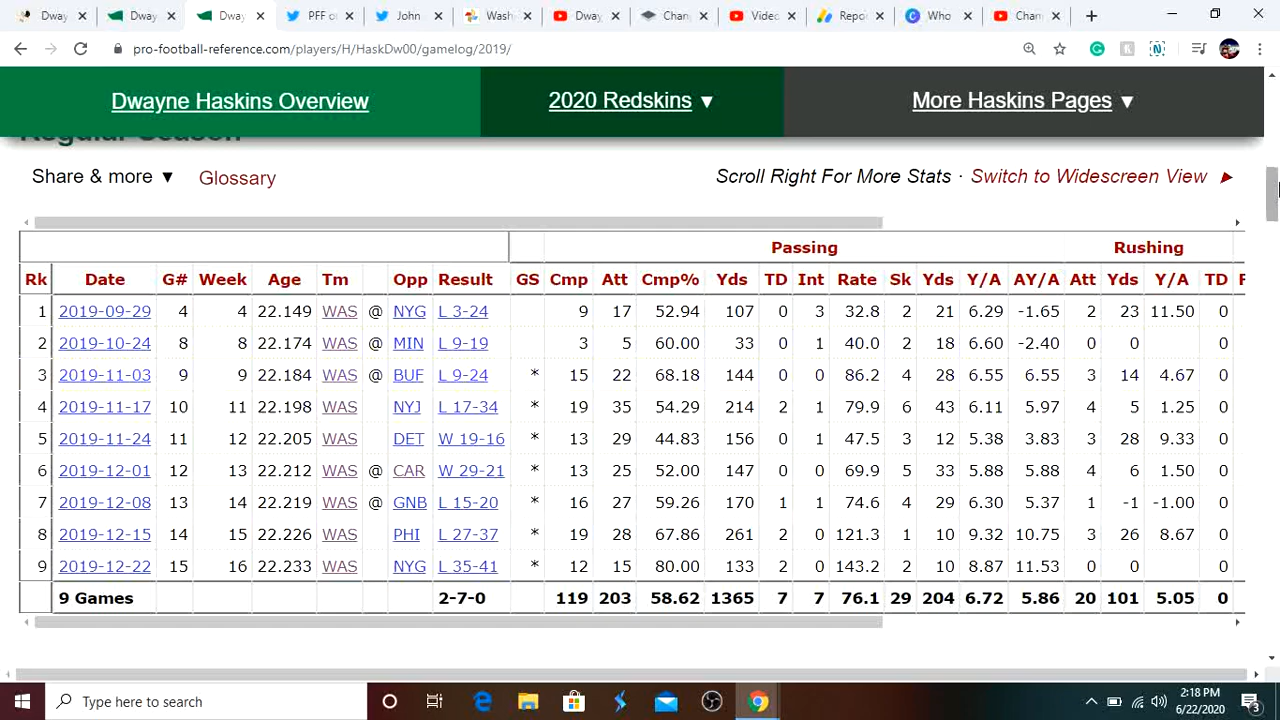 Dway
Dway
Dway
PFF o
John
Wash
Dway
Chan
Video
Repo
Who
Chan
pro-football-reference.com/players/H/HaskDw00/gamelog/2019/
Dwayne Haskins Overview
2020 Redskins ▼
More Haskins Pages ▼
Regular Season
Share & more ▼ Glossary
Scroll Right For More Stats · Switch to Widescreen View ►
Passing Rushing
Rk Date G# Week Age Tm Opp Result GS Cmp Att Cmp% Yds TD Int Rate Sk Yds Y/A AY/A Att Yds Y/A TD F
1 2019-09-29 4 4 22.149 WAS @ NYG L 3-24 9 17 52.94 107 0 3 32.8 2 21 6.29 -1.65 2 23 11.50 0
2 2019-10-24 8 8 22.174 WAS @ MIN L 9-19 3 5 60.00 33 0 1 40.0 2 18 6.60 -2.40 0 0 0
3 2019-11-03 9 9 22.184 WAS @ BUF L 9-24 * 15 22 68.18 144 0 0 86.2 4 28 6.55 6.55 3 14 4.67 0
4 2019-11-17 10 11 22.198 WAS NYJ L 17-34 * 19 35 54.29 214 2 1 79.9 6 43 6.11 5.97 4 5 1.25 0
5 2019-11-24 11 12 22.205 WAS DET W 19-16 * 13 29 44.83 156 0 1 47.5 3 12 5.38 3.83 3 28 9.33 0
6 2019-12-01 12 13 22.212 WAS @ CAR W 29-21 * 13 25 52.00 147 0 0 69.9 5 33 5.88 5.88 4 6 1.50 0
7 2019-12-08 13 14 22.219 WAS @ GNB L 15-20 * 16 27 59.26 170 1 1 74.6 4 29 6.30 5.37 1 -1 -1.00 0
8 2019-12-15 14 15 22.226 WAS PHI L 27-37 * 19 28 67.86 261 2 0 121.3 1 10 9.32 10.75 3 26 8.67 0
9 2019-12-22 15 16 22.233 WAS NYG L 35-41 * 12 15 80.00 133 2 0 143.2 2 10 8.87 11.53 0 0 0
9 Games 2-7-0 119 203 58.62 1365 7 7 76.1 29 204 6.72 5.86 20 101 5.05 0
Type here to search
2:18 PM
6/22/2020
3